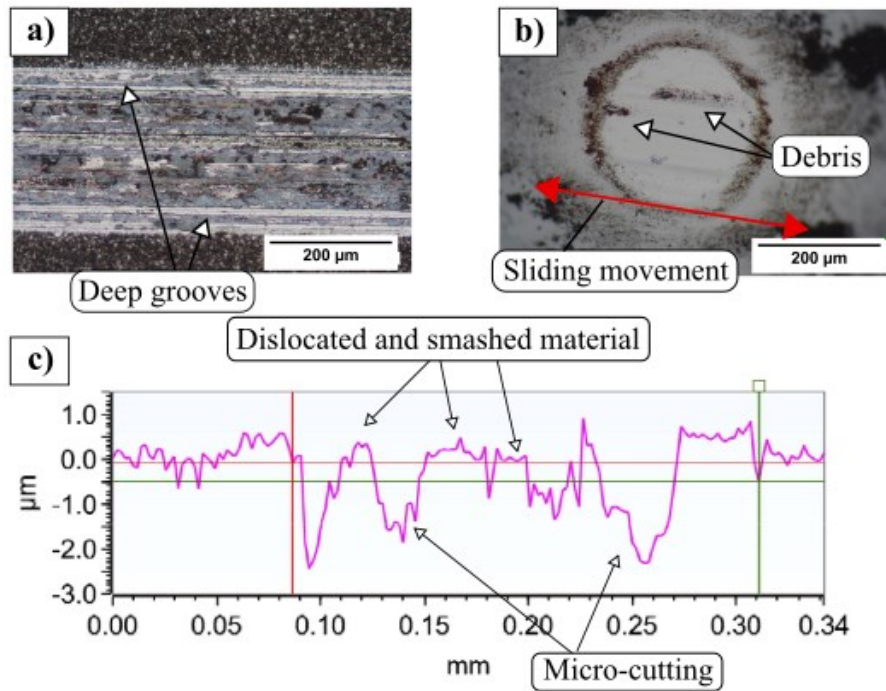 a)
200 µm
Deep grooves
b)
Debris
200 µm
Sliding movement
c)
Dislocated and smashed material
1.0
0.0
-1.0
-2.0
-3.0
µm
0.00 0.05 0.10 0.15 0.20 0.25 0.30 0.34
mm
Micro-cutting